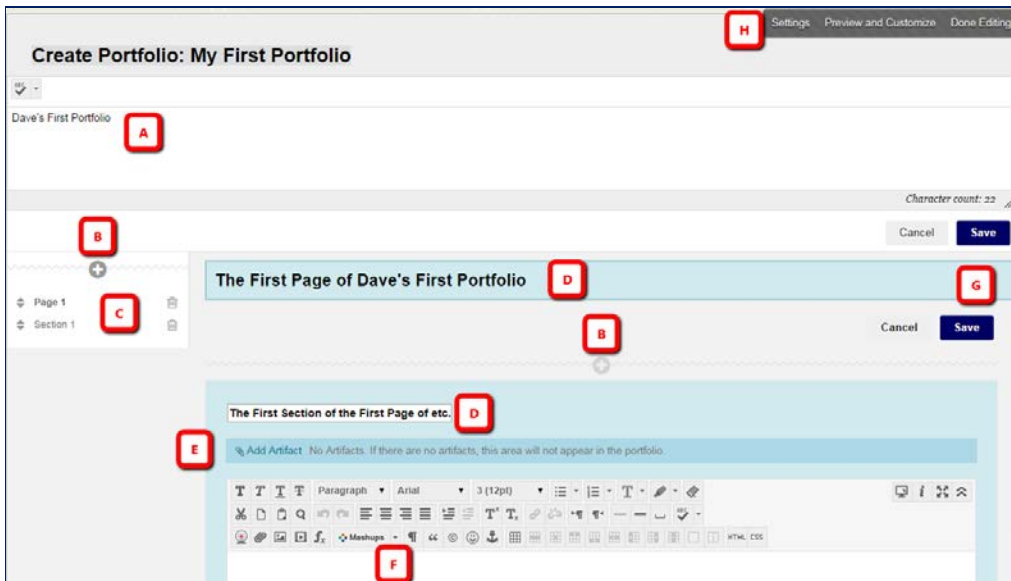 H
Settings Preview and Customize Done Editing
Create Portfolio: My First Portfolio
ABC
Dave's First Portfolio
A
Character count: 22
B
Cancel Save
The First Page of Dave's First Portfolio D
G
Page 1
C
Section 1
B
Cancel Save
The First Section of the First Page of etc. D
E
Add Artifact No Artifacts. If there are no artifacts, this area will not appear in the portfolio.
T T T T Paragraph Arial 3 (12pt) T i
T T
fx Mashups HTML CSS
F